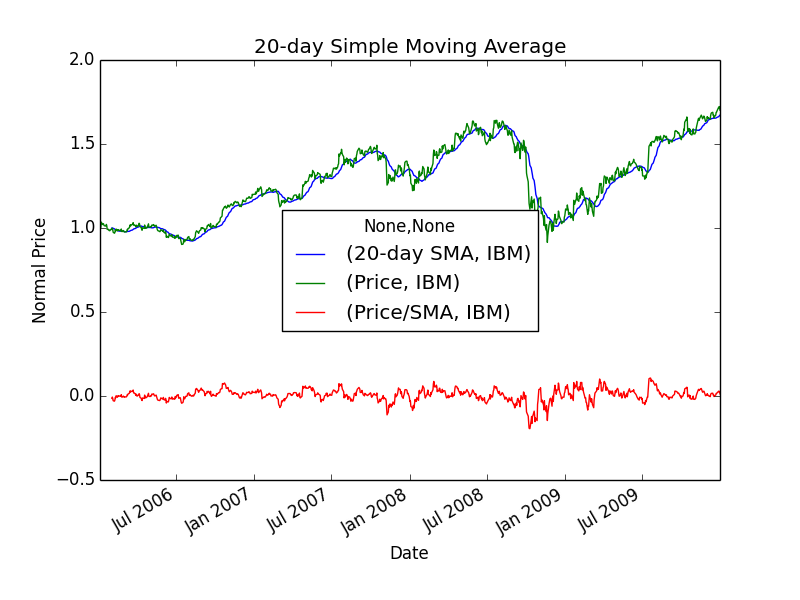 20-day Simple Moving Average
2.0
1.5
1.0
0.5
0.0
−0.5
Normal Price
None,None
(20-day SMA, IBM)
(Price, IBM)
(Price/SMA, IBM)
Jul 2006
Jan 2007
Jul 2007
Jan 2008
Jul 2008
Jan 2009
Jul 2009
Date